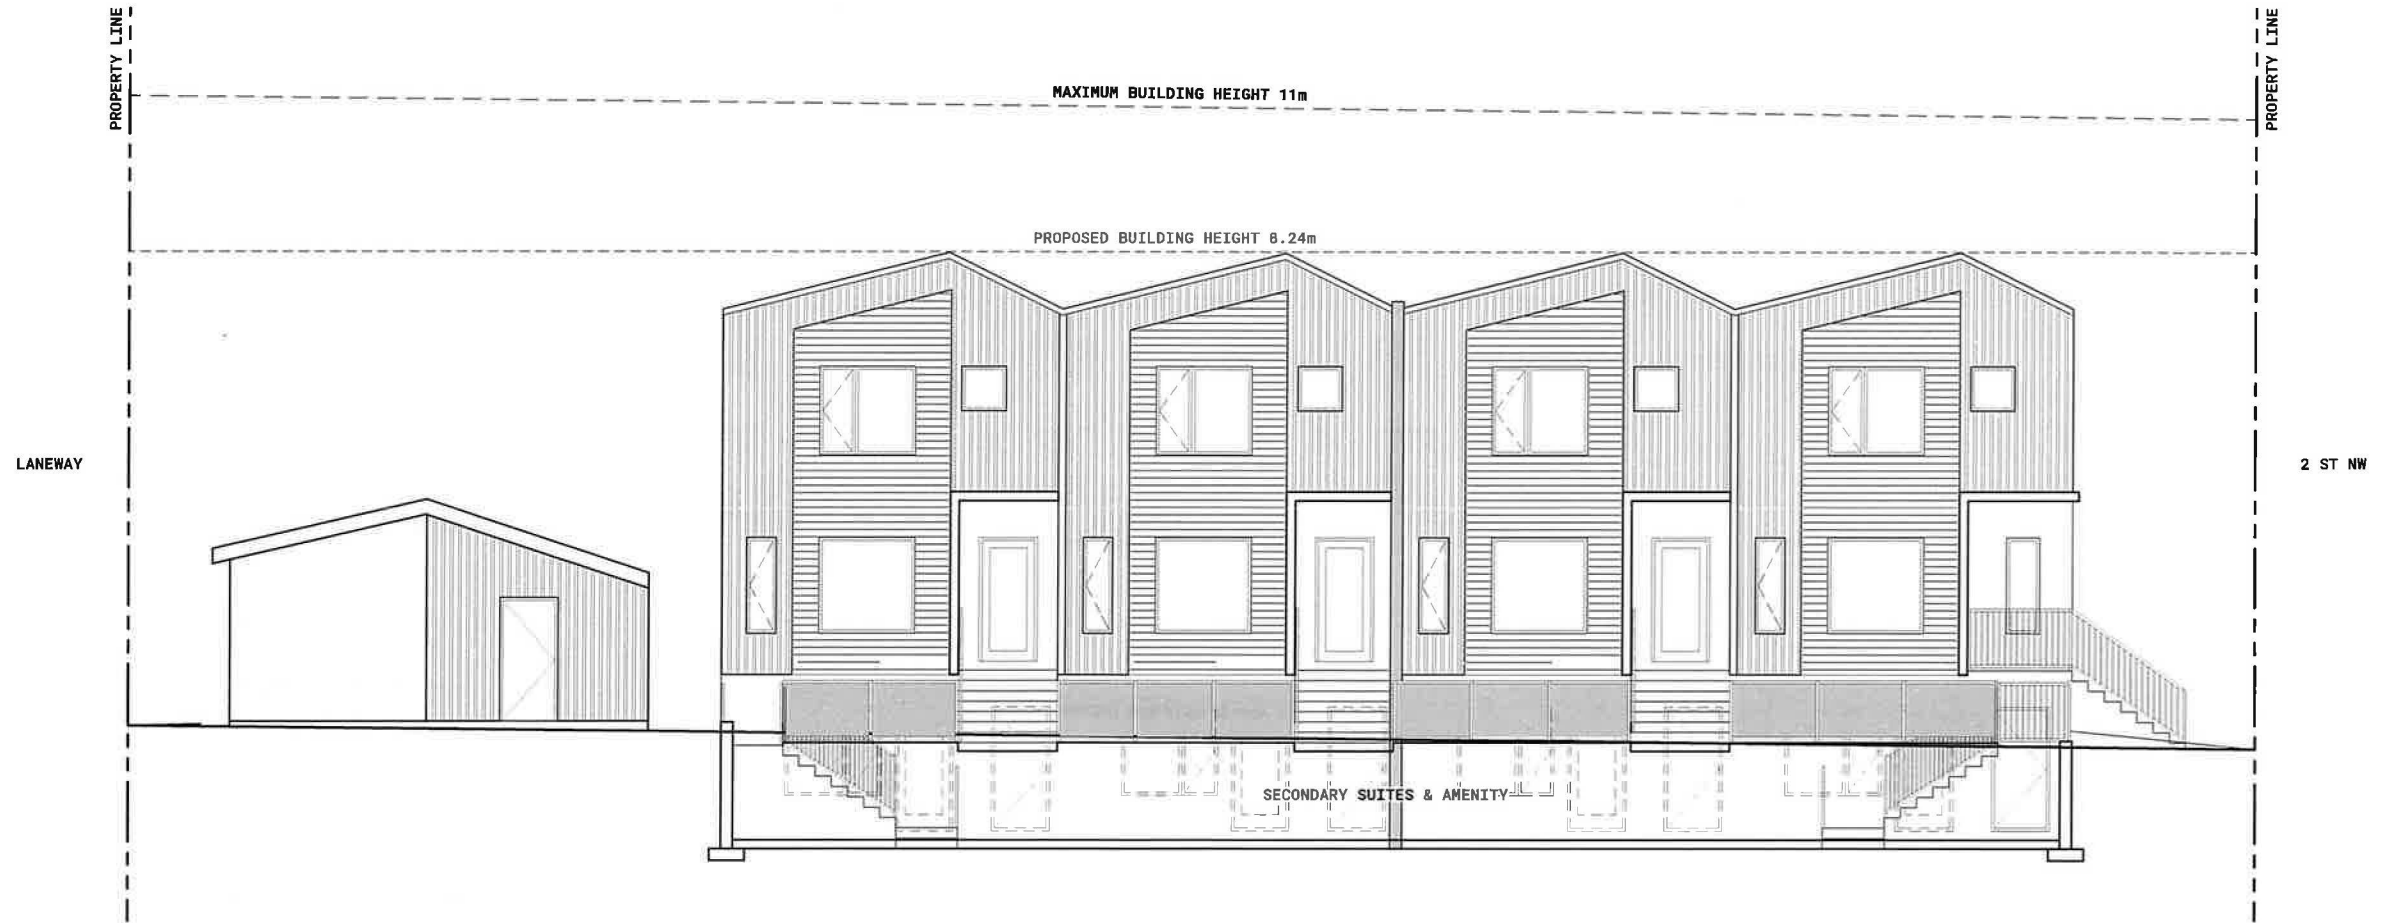 PROPERTY LINE
PROPERTY LINE
MAXIMUM BUILDING HEIGHT 11m
PROPOSED BUILDING HEIGHT 8.24m
LANEWAY
2 ST NW
SECONDARY SUITES & AMENITY